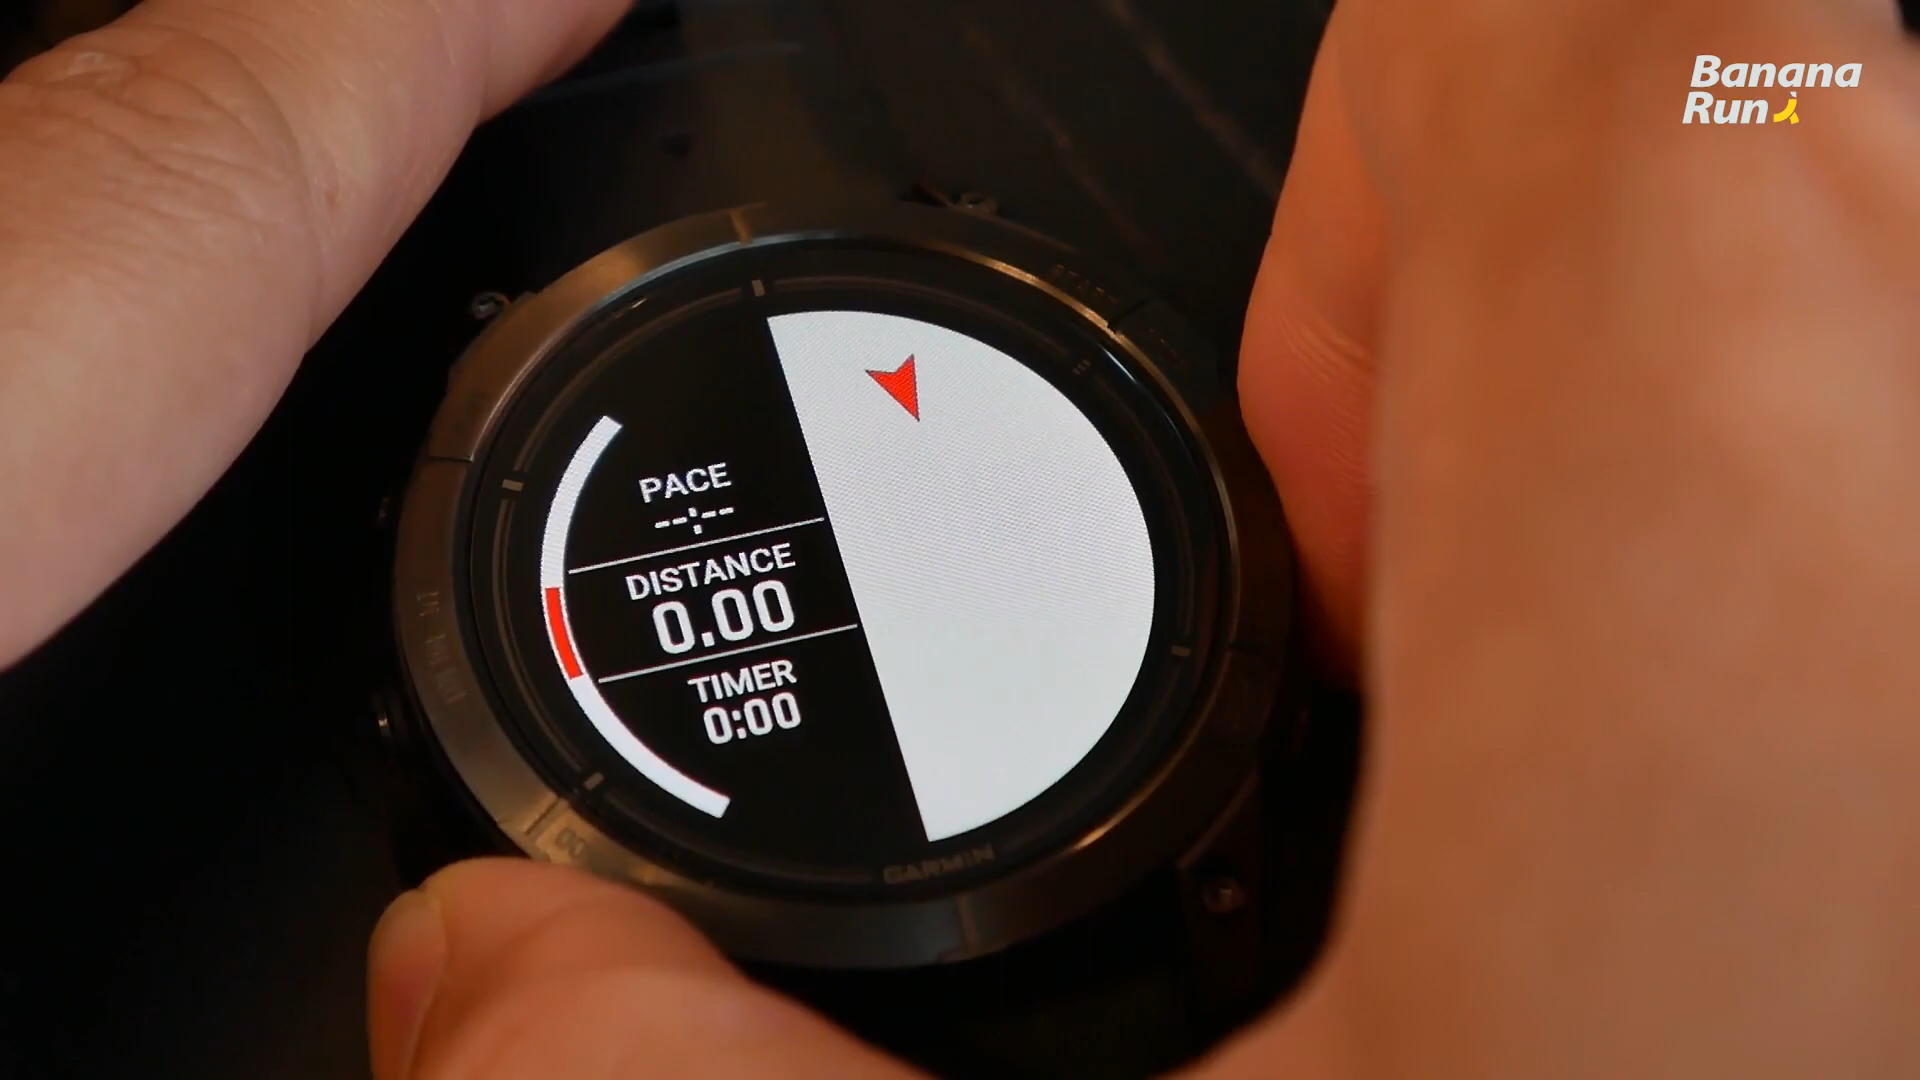 Banana
Run
PACE
--:--
DISTANCE
0.00
TIMER
0:00
GARMIN